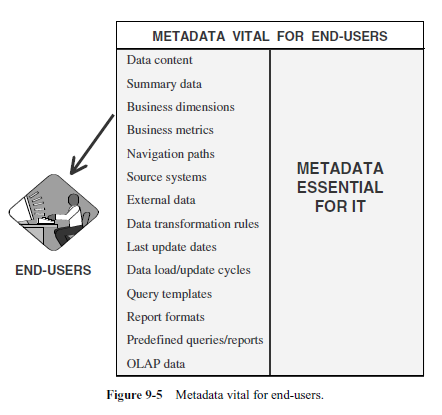 METADATA VITAL FOR END-USERS
Data content
Summary data
Business dimensions
Business metrics
Navigation paths
Source systems
External data
Data transformation rules
Last update dates
Data load/update cycles
Query templates
Report formats
Predefined queries/reports
OLAP data
METADATA
ESSENTIAL
FOR IT
END-USERS
Figure 9-5 Metadata vital for end-users.